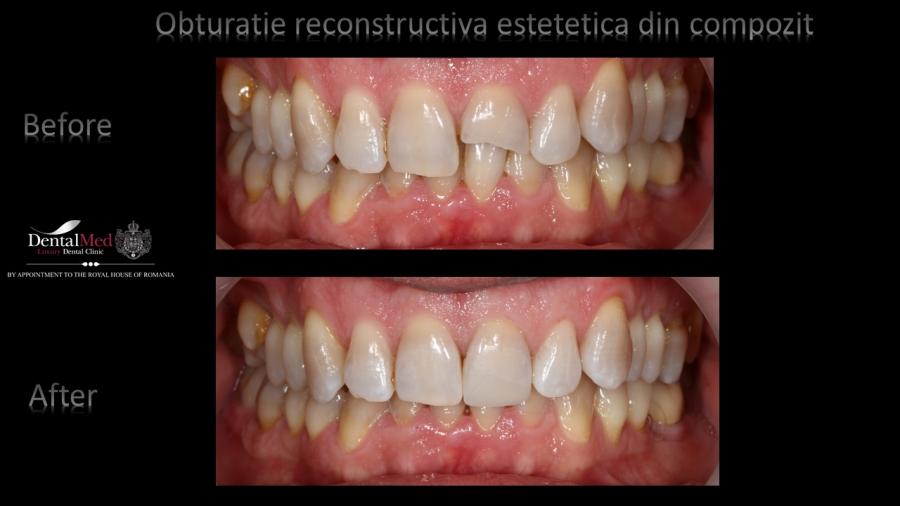 Obturatie reconstructiva estetetica din compozit
Before
DentalMed
Luxury Dental Clinic
BY APPOINTMENT TO THE ROYAL HOUSE OF ROMANIA
After